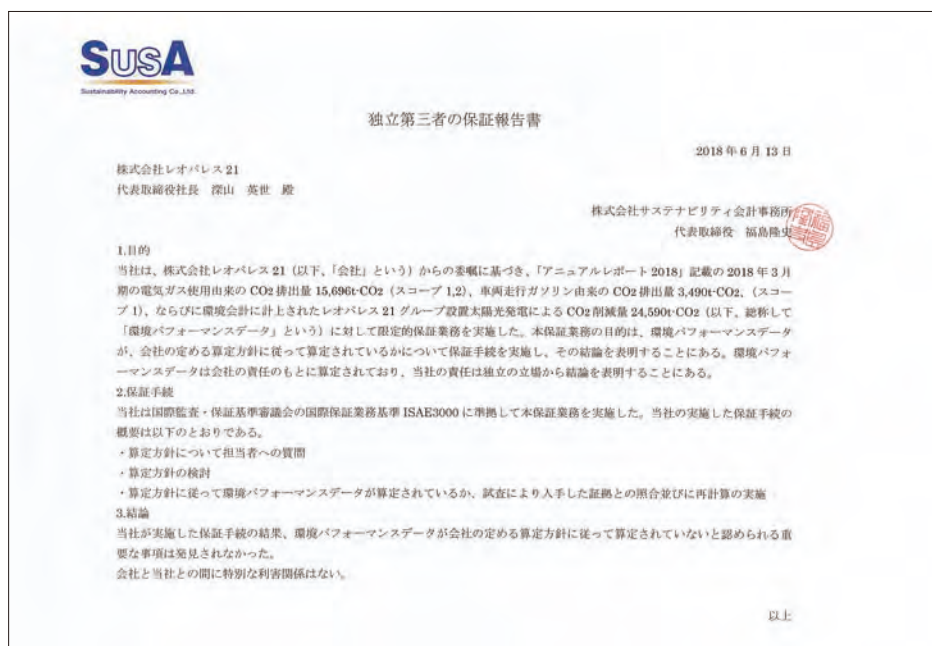 SUSA
Sustainability Accounting Co.,Ltd.
独立第三者の保証報告書
2018年6月13日
株式会社レオパレス21
代表取締役社長 深山 英世 殿
株式会社サステナビリティ会計事務所
代表取締役 福島隆史
1.目的
当社は、株式会社レオパレス21(以下、「会社」という)からの委嘱に基づき、「アニュアルレポート2018」記載の2018年3月
期の電気ガス使用由来のCO2排出量15,696t-CO2(スコープ1,2)、車両走行ガソリン由来のCO2排出量3,490t-CO2、(スコー
プ1)、ならびに環境会計に計上されたレオパレス21グループ設置太陽光発電によるCO2削減量24,590t-CO2(以下、総称して
「環境パフォーマンスデータ」という)に対して限定的保証業務を実施した。本保証業務の目的は、環境パフォーマンスデータ
が、会社の定める算定方針に従って算定されているかについて保証手続を実施し、その結論を表明することにある。環境パフォ
ーマンスデータは会社の責任のもとに算定されており、当社の責任は独立の立場から結論を表明することにある。
2.保証手続
当社は国際監査・保証基準審議会の国際保証業務基準ISAE3000に準拠して本保証業務を実施した。当社の実施した保証手続の
概要は以下のとおりである。
・算定方針について担当者への質問
・算定方針の検討
・算定方針に従って環境パフォーマンスデータが算定されているか、試査により入手した証拠との照合並びに再計算の実施
3.結論
当社が実施した保証手続の結果、環境パフォーマンスデータが会社の定める算定方針に従って算定されていないと認められる重
要な事項は発見されなかった。
会社と当社との間に特別な利害関係はない。
以上